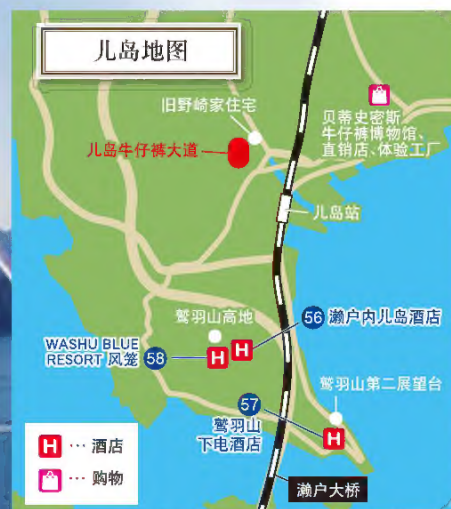 儿岛地图
旧野崎家住宅
贝蒂史密斯
牛仔裤博物馆、
直销店、体验工厂
儿岛牛仔裤大道
儿岛站
鹫羽山高地
56 濑户内儿岛酒店
WASHU BLUE
RESORT 风笼 58
鹫羽山第二展望台
57
鹫羽山
下电酒店
H
H
H
H … 酒店
… 购物
濑户大桥